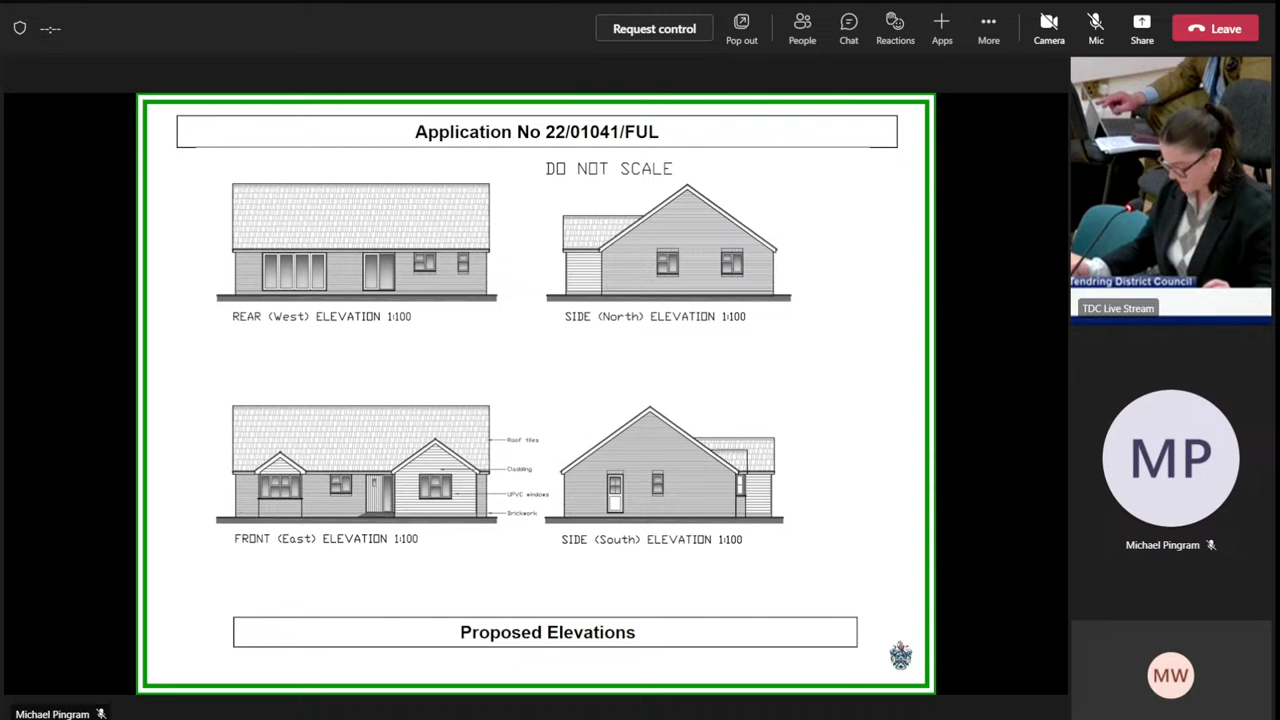 --:--
Request control
Pop out
People
Chat
Reactions
Apps
More
Camera
Mic
Share
Leave
Application No 22/01041/FUL
DO NOT SCALE
REAR (West) ELEVATION 1:100
SIDE (North) ELEVATION 1:100
Roof tiles
Cladding
UPVC windows
Brickwork
FRONT (East) ELEVATION 1:100
SIDE (South) ELEVATION 1:100
Proposed Elevations
Tendring District Council
TDC Live Stream
MP
Michael Pingram
MW
Michael Pingram